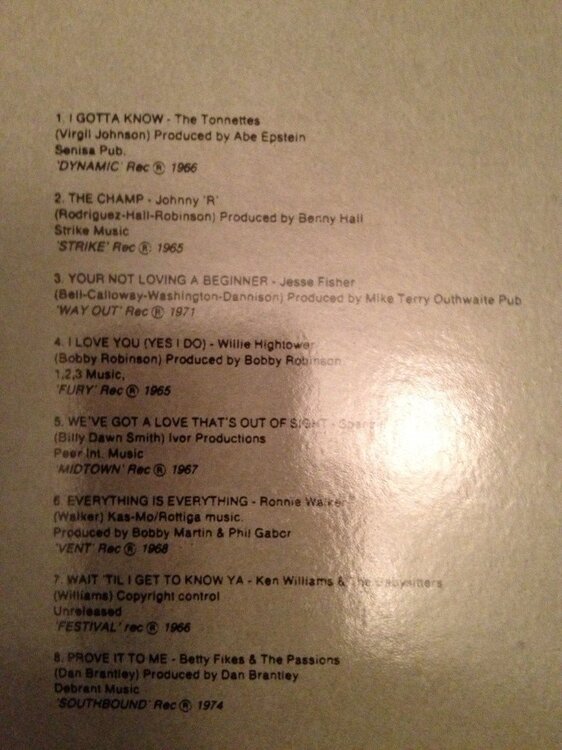 1. I GOTTA KNOW - The Tonnettes
(Virgil Johnson) Produced by Abe Epstein
Senisa Pub.
'DYNAMIC' Rec Ⓡ 1966
2. THE CHAMP - Johnny 'R'
(Rodriguez-Hall-Robinson) Produced by Benny Hall
Strike Music
'STRIKE' Rec Ⓡ 1965
3. YOUR NOT LOVING A BEGINNER - Jesse Fisher
(Bell-Calloway-Washington-Dannison) Produced by Mike Terry Outhwaite Pub
'WAY OUT' Rec Ⓡ 1971
4. I LOVE YOU (YES I DO) - Willie Hightower
(Bobby Robinson) Produced by Bobby Robinson
1,2,3 Music,
'FURY' Rec Ⓡ 1965
5. WE'VE GOT A LOVE THAT'S OUT OF SIGHT -
(Billy Dawn Smith) Ivor Productions
Peer Int. Music
'MIDTOWN' Rec Ⓡ 1967
6. EVERYTHING IS EVERYTHING - Ronnie Walker
(Walker) Kas-Mo/Rottiga music.
Produced by Bobby Martin & Phil Gabor
'VENT' Rec Ⓡ 1968
7. WAIT 'TIL I GET TO KNOW YA - Ken Williams & The Babysitters
(Williams) Copyright control
Unreleased
'FESTIVAL' rec Ⓡ 1966
8. PROVE IT TO ME - Betty Fikes & The Passions
(Dan Brantley) Produced by Dan Brantley
Debrant Music
'SOUTHBOUND' Rec Ⓡ 1974